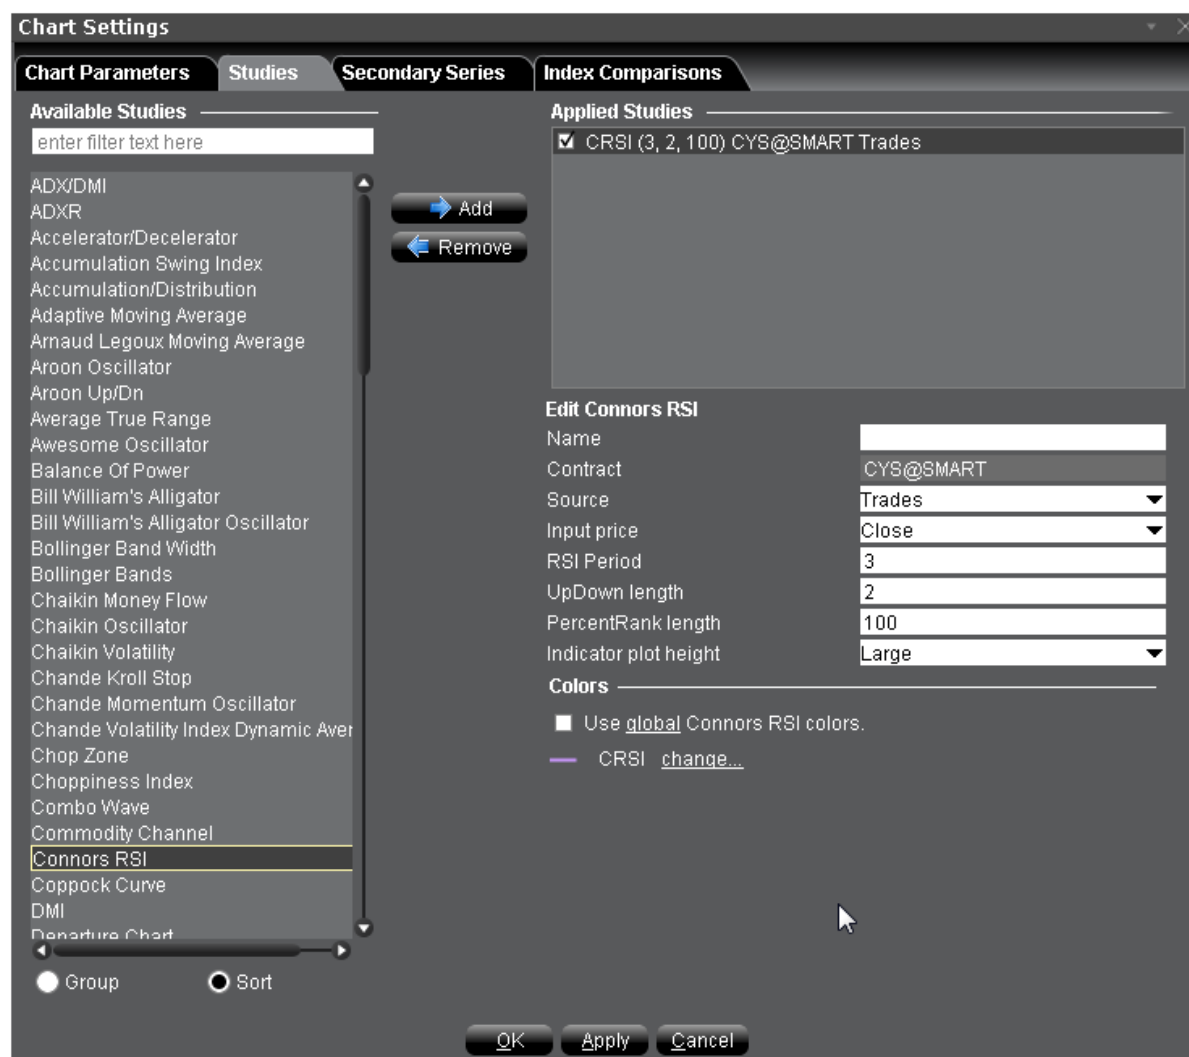 Chart Settings
Chart Parameters
Studies
Secondary Series
Index Comparisons
Available Studies
enter filter text here
ADX/DMI
ADXR
Accelerator/Decelerator
Accumulation Swing Index
Accumulation/Distribution
Adaptive Moving Average
Arnaud Legoux Moving Average
Aroon Oscillator
Aroon Up/Dn
Average True Range
Awesome Oscillator
Balance Of Power
Bill William's Alligator
Bill William's Alligator Oscillator
Bollinger Band Width
Bollinger Bands
Chaikin Money Flow
Chaikin Oscillator
Chaikin Volatility
Chande Kroll Stop
Chande Momentum Oscillator
Chande Volatility Index Dynamic Aver
Chop Zone
Choppiness Index
Combo Wave
Commodity Channel
Connors RSI
Coppock Curve
DMI
Departure Chart
Group
Sort
Add
Remove
Applied Studies
CRSI (3, 2, 100) CYS@SMART Trades
Edit Connors RSI
Name
Contract CYS@SMART
Source Trades
Input price Close
RSI Period 3
UpDown length 2
PercentRank length 100
Indicator plot height Large
Colors
Use global Connors RSI colors.
CRSI change...
OK
Apply
Cancel